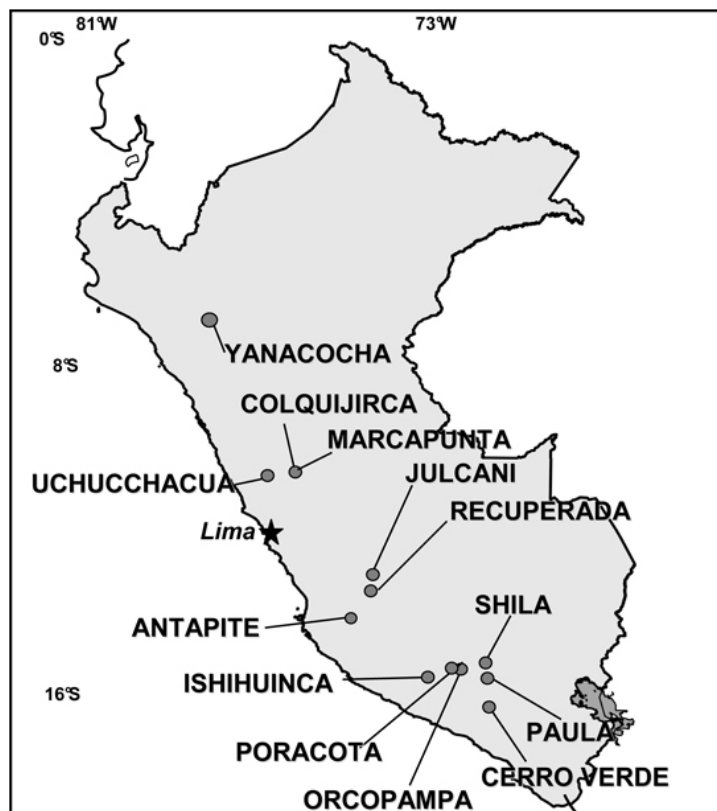 81°W 73°W
0°S
YANACOCHA
8°S
COLQUIJIRCA
MARCAPUNTA
JULCANI
UCHUCCHACUA
RECUPERADA
Lima
SHILA
ANTAPITE
ISHIHUINCA
16°S
PAULA
PORACOTA
CERRO VERDE
ORCOPAMPA